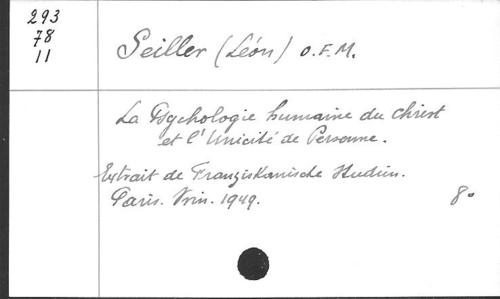 293
78
11
Seiller (Léon) O.F.M.
La Psychologie humaine du Christ
et l'Unicité de Personne.
Extrait de Franziskanische Studien.
Paris. Vrin. 1949. 8o